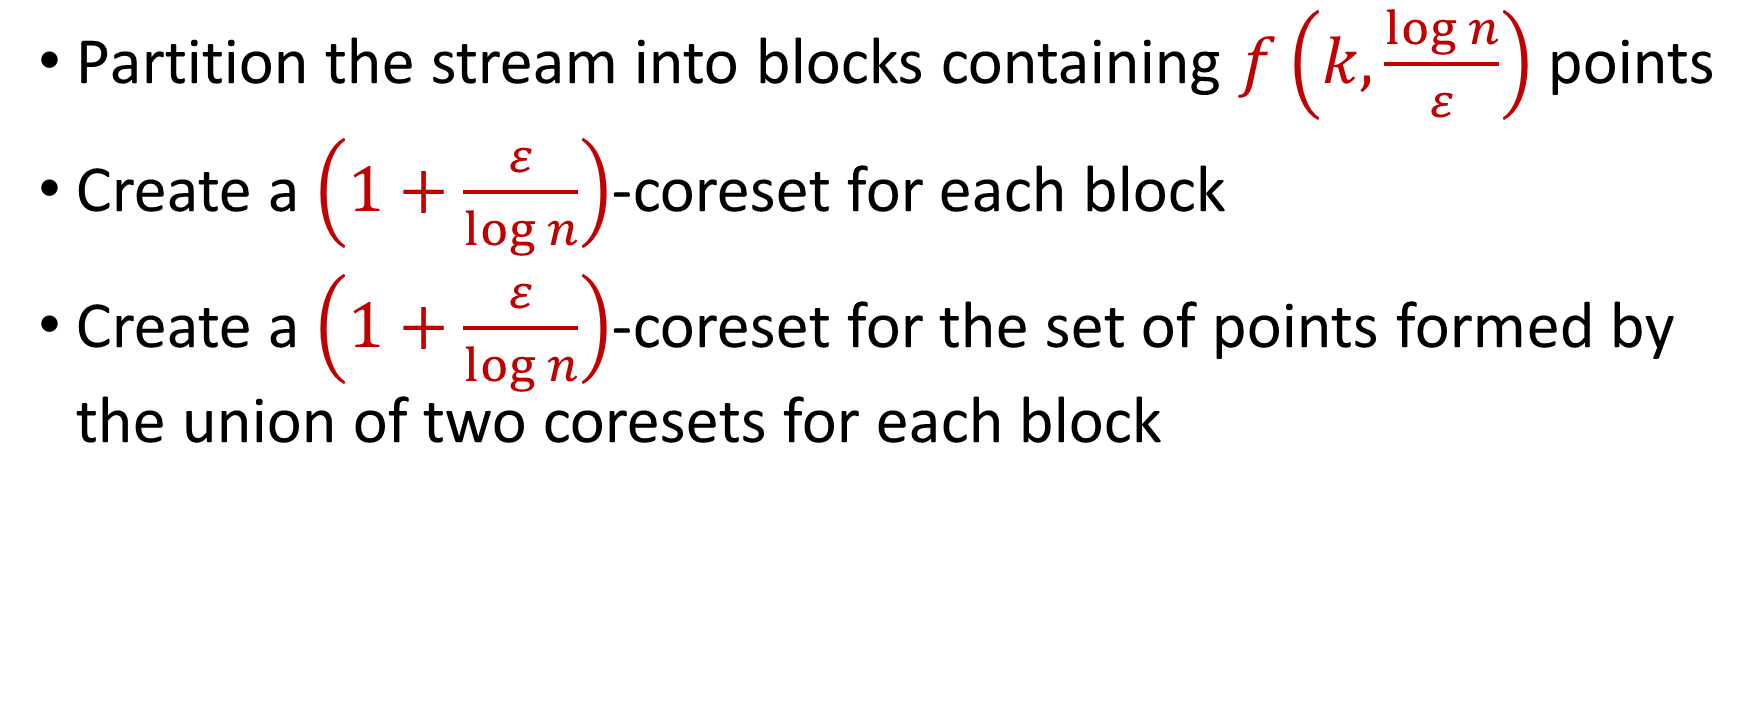 • Partition the stream into blocks containing f(k, log n / ε) points
• Create a (1 + ε / log n)-coreset for each block
• Create a (1 + ε / log n)-coreset for the set of points formed by
the union of two coresets for each block